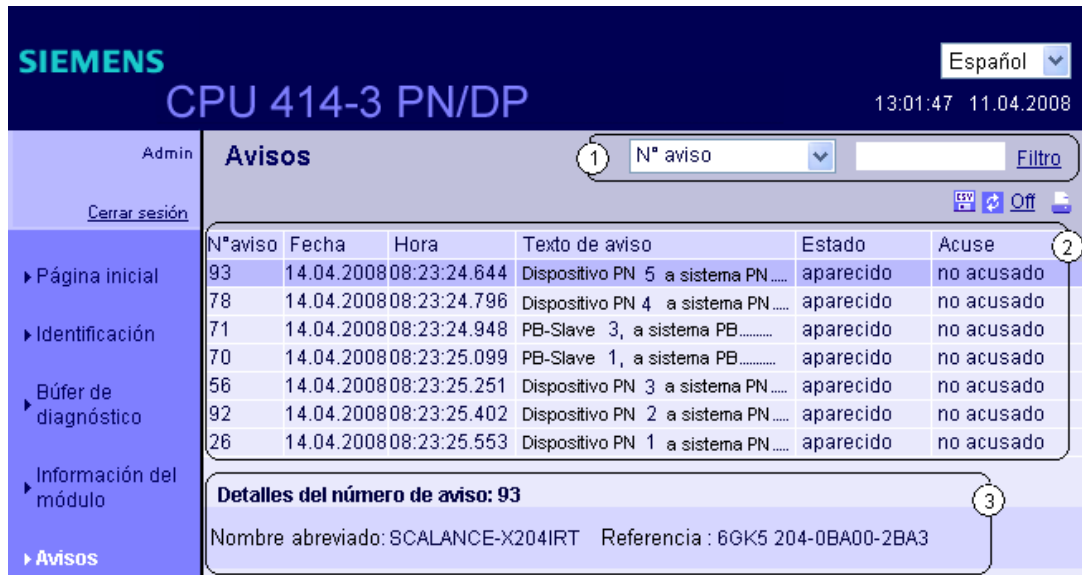 SIEMENS
Español
CPU 414-3 PN/DP
13:01:47 11.04.2008
Admin
Cerrar sesión
Avisos
1
N° aviso
Filtro
CSV
Off
N°aviso Fecha Hora Texto de aviso Estado Acuse
2
93 14.04.2008 08:23:24.644 Dispositivo PN 5 a sistema PN..... aparecido no acusado
78 14.04.2008 08:23:24.796 Dispositivo PN 4 a sistema PN..... aparecido no acusado
71 14.04.2008 08:23:24.948 PB-Slave 3, a sistema PB.......... aparecido no acusado
70 14.04.2008 08:23:25.099 PB-Slave 1, a sistema PB.......... aparecido no acusado
56 14.04.2008 08:23:25.251 Dispositivo PN 3 a sistema PN..... aparecido no acusado
92 14.04.2008 08:23:25.402 Dispositivo PN 2 a sistema PN..... aparecido no acusado
26 14.04.2008 08:23:25.553 Dispositivo PN 1 a sistema PN..... aparecido no acusado
Página inicial
Identificación
Búfer de
diagnóstico
Información del
módulo
Avisos
Detalles del número de aviso: 93
3
Nombre abreviado: SCALANCE-X204IRT Referencia : 6GK5 204-0BA00-2BA3